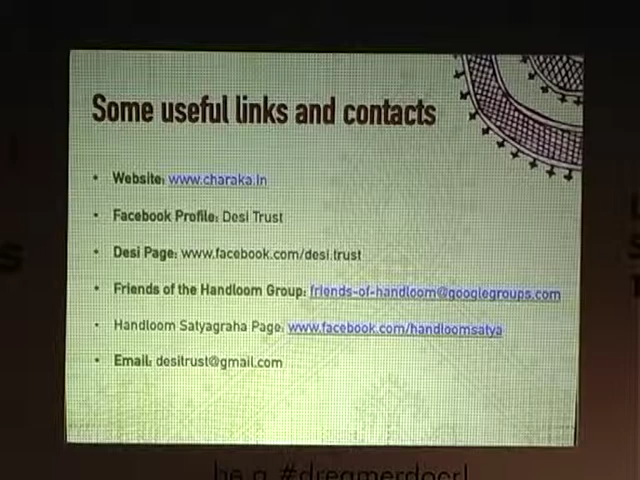 Some useful links and contacts
• Website: www.charaka.in
• Facebook Profile: Desi Trust
• Desi Page: www.facebook.com/desi.trust
• Friends of the Handloom Group: friends-of-handloom@googlegroups.com
• Handloom Satyagraha Page: www.facebook.com/handloomsatya
• Email: desitrust@gmail.com
be a #dreamerdoer!